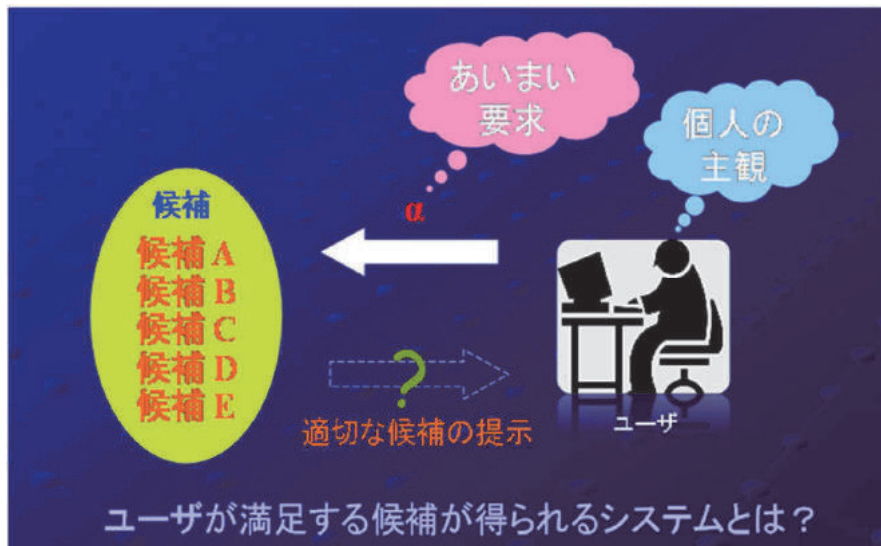 あいまい
要求
個人の
主観
候補
α
候補 A
候補 B
候補 C
候補 D
候補 E
?
適切な候補の提示
ユーザ
ユーザが満足する候補が得られるシステムとは？